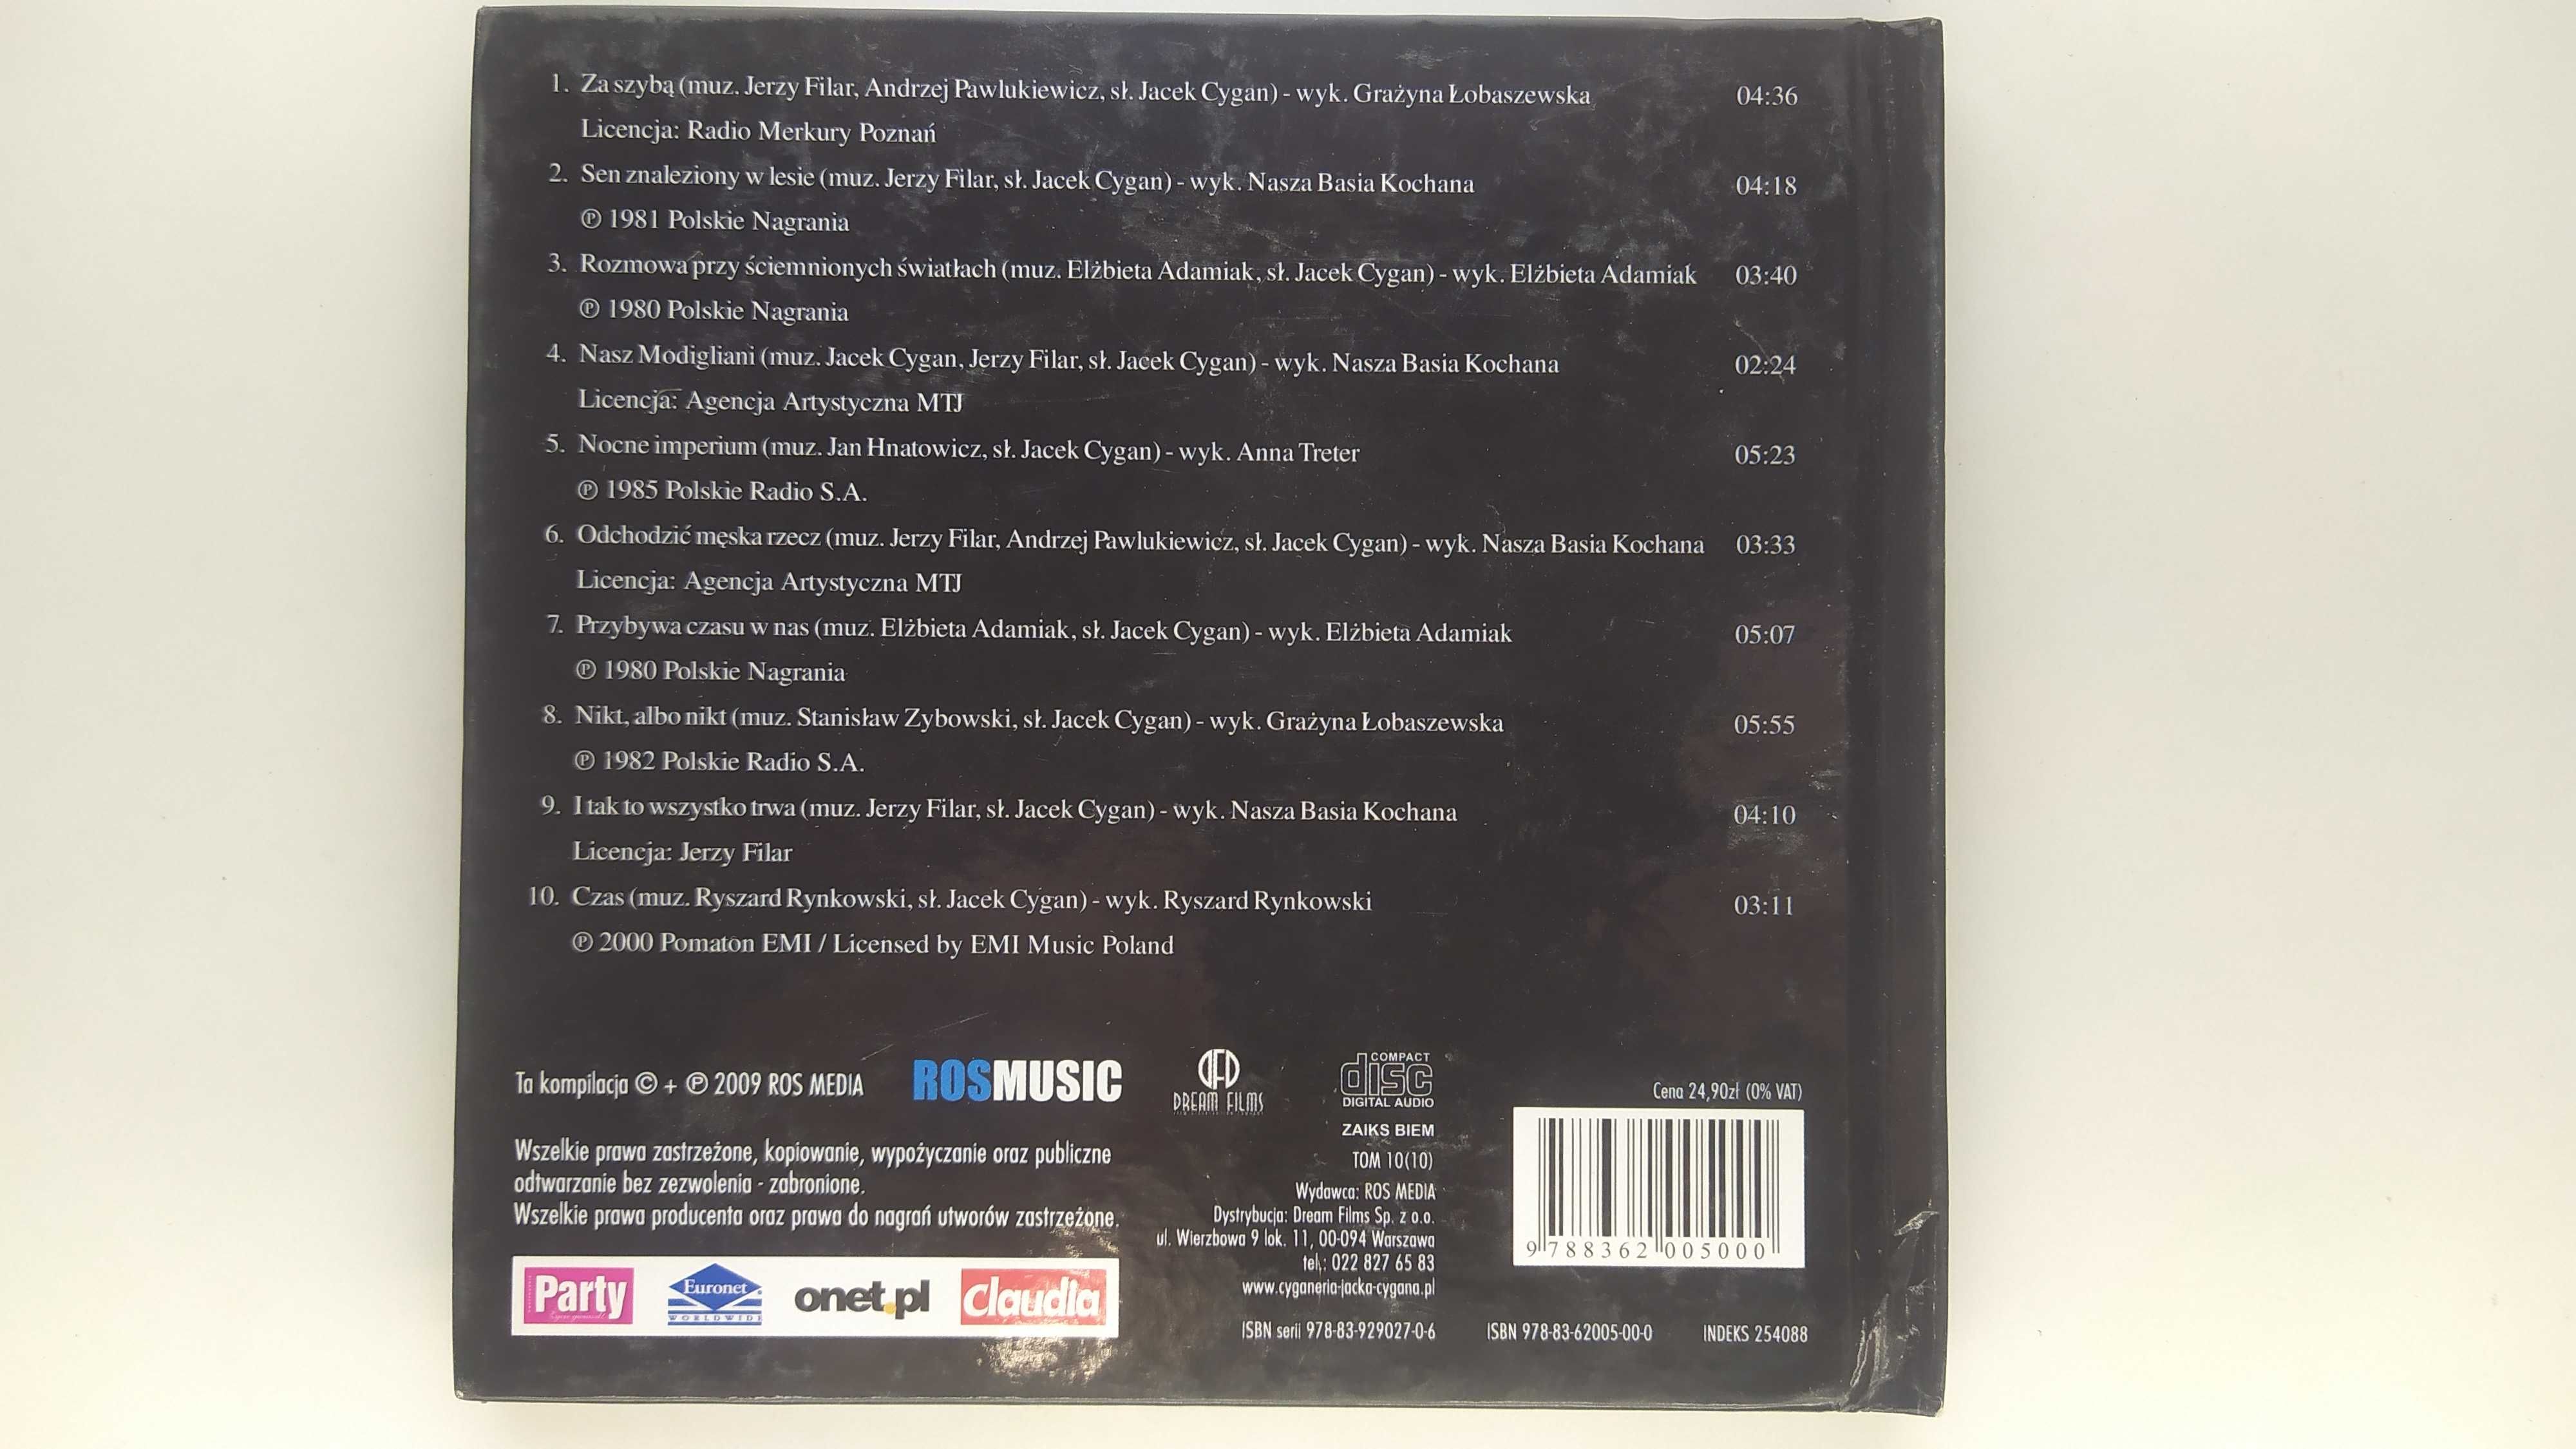 1. Za szybą (muz. Jerzy Filar, Andrzej Pawlukiewicz, sł. Jacek Cygan) - wyk. Grażyna Łobaszewska 04:36
Licencja: Radio Merkury Poznań
2. Sen znaleziony w lesie (muz. Jerzy Filar, sł. Jacek Cygan) - wyk. Nasza Basia Kochana 04:18
℗ 1981 Polskie Nagrania
3. Rozmowa przy ściemnionych światłach (muz. Elżbieta Adamiak, sł. Jacek Cygan) - wyk. Elżbieta Adamiak 03:40
℗ 1980 Polskie Nagrania
4. Nasz Modigliani (muz. Jacek Cygan, Jerzy Filar, sł. Jacek Cygan) - wyk. Nasza Basia Kochana 02:24
Licencja: Agencja Artystyczna MTJ
5. Nocne imperium (muz. Jan Hnatowicz, sł. Jacek Cygan) - wyk. Anna Treter 05:23
℗ 1985 Polskie Radio S.A.
6. Odchodzić męska rzecz (muz. Jerzy Filar, Andrzej Pawlukiewicz, sł. Jacek Cygan) - wyk. Nasza Basia Kochana 03:33
Licencja: Agencja Artystyczna MTJ
7. Przybywa czasu w nas (muz. Elżbieta Adamiak, sł. Jacek Cygan) - wyk. Elżbieta Adamiak 05:07
℗ 1980 Polskie Nagrania
8. Nikt, albo nikt (muz. Stanisław Zybowski, sł. Jacek Cygan) - wyk. Grażyna Łobaszewska 05:55
℗ 1982 Polskie Radio S.A.
9. I tak to wszystko trwa (muz. Jerzy Filar, sł. Jacek Cygan) - wyk. Nasza Basia Kochana 04:10
Licencja: Jerzy Filar
10. Czas (muz. Ryszard Rynkowski, sł. Jacek Cygan) - wyk. Ryszard Rynkowski 03:11
℗ 2000 Pomaton EMI / Licensed by EMI Music Poland
Ta kompilacja © + ℗ 2009 ROS MEDIA
ROSMUSIC
DFD
DREAM FILMS
COMPACT
disc
DIGITAL AUDIO
Cena 24,90zł (0% VAT)
Wszelkie prawa zastrzeżone, kopiowanie, wypożyczanie oraz publiczne
odtwarzanie bez zezwolenia - zabronione.
Wszelkie prawa producenta oraz prawa do nagrań utworów zastrzeżone.
ZAIKS BIEM
TOM 10(10)
Wydawca: ROS MEDIA
Dystrybucja: Dream Films Sp. z o.o.
ul. Wierzbowa 9 lok. 11, 00-094 Warszawa
tel.: 022 827 65 83
www.cyganeria-jacka-cygana.pl
9 788362 005000
Party
Euronet
WORLDWIDE
onet.pl
Claudia
ISBN serii 978-83-929027-0-6
ISBN 978-83-62005-00-0
INDEKS 254088